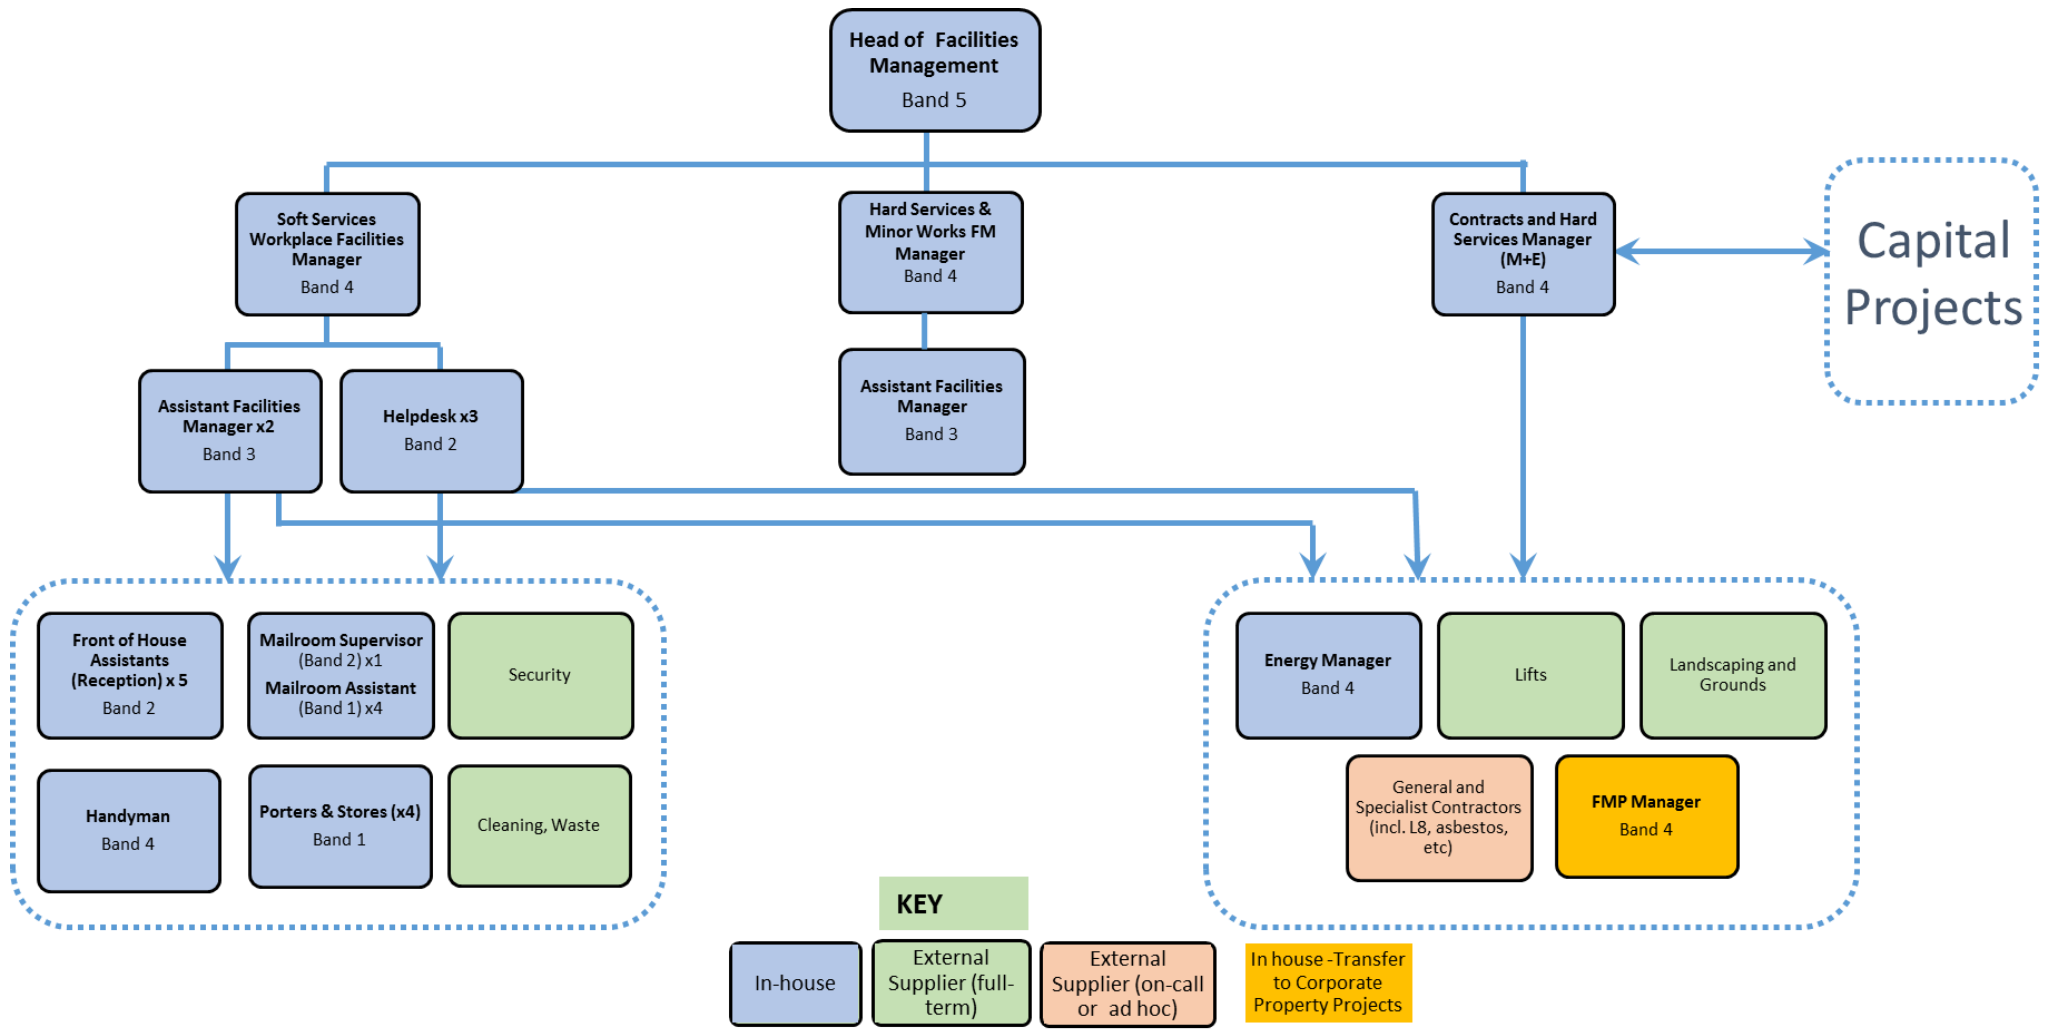 Head of Facilities
Management
Band 5
Soft Services
Workplace Facilities
Manager
Band 4
Hard Services &
Minor Works FM
Manager
Band 4
Contracts and Hard
Services Manager
(M+E)
Band 4
Capital
Projects
Assistant Facilities
Manager x2
Band 3
Helpdesk x3
Band 2
Assistant Facilities
Manager
Band 3
Front of House
Assistants
(Reception) x 5
Band 2
Mailroom Supervisor
(Band 2) x1
Mailroom Assistant
(Band 1) x4
Security
Handyman
Band 4
Porters & Stores (x4)
Band 1
Cleaning, Waste
Energy Manager
Band 4
Lifts
Landscaping and
Grounds
General and
Specialist Contractors
(incl. L8, asbestos,
etc)
FMP Manager
Band 4
KEY
In-house
External
Supplier (full-
term)
External
Supplier (on-call
or ad hoc)
In house -Transfer
to Corporate
Property Projects